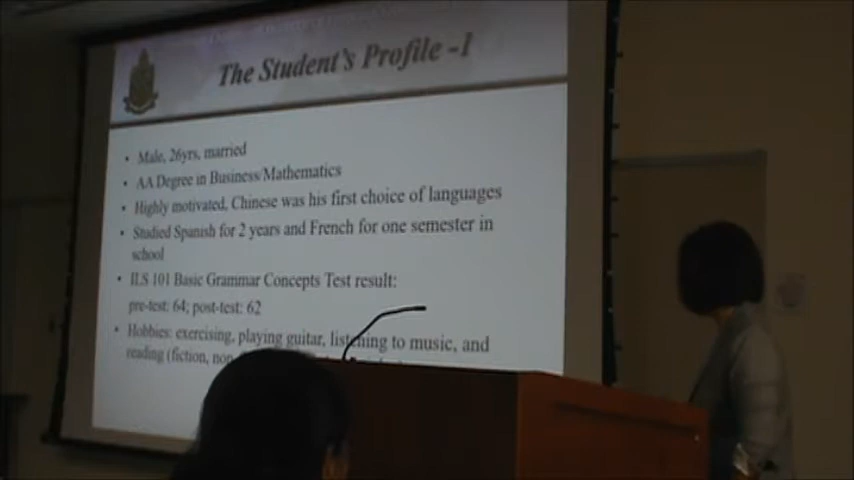 The Student's Profile -1
• Male, 26yrs, married
• AA Degree in Business/Mathematics
• Highly motivated, Chinese was his first choice of languages
• Studied Spanish for 2 years and French for one semester in
school
• ILS 101 Basic Grammar Concepts Test result:
pre-test: 64; post-test: 62
• Hobbies: exercising, playing guitar, listening to music, and
reading (fiction,